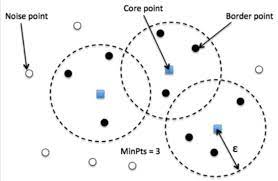 Core point
Noise point
Border point
MinPts = 3
ε